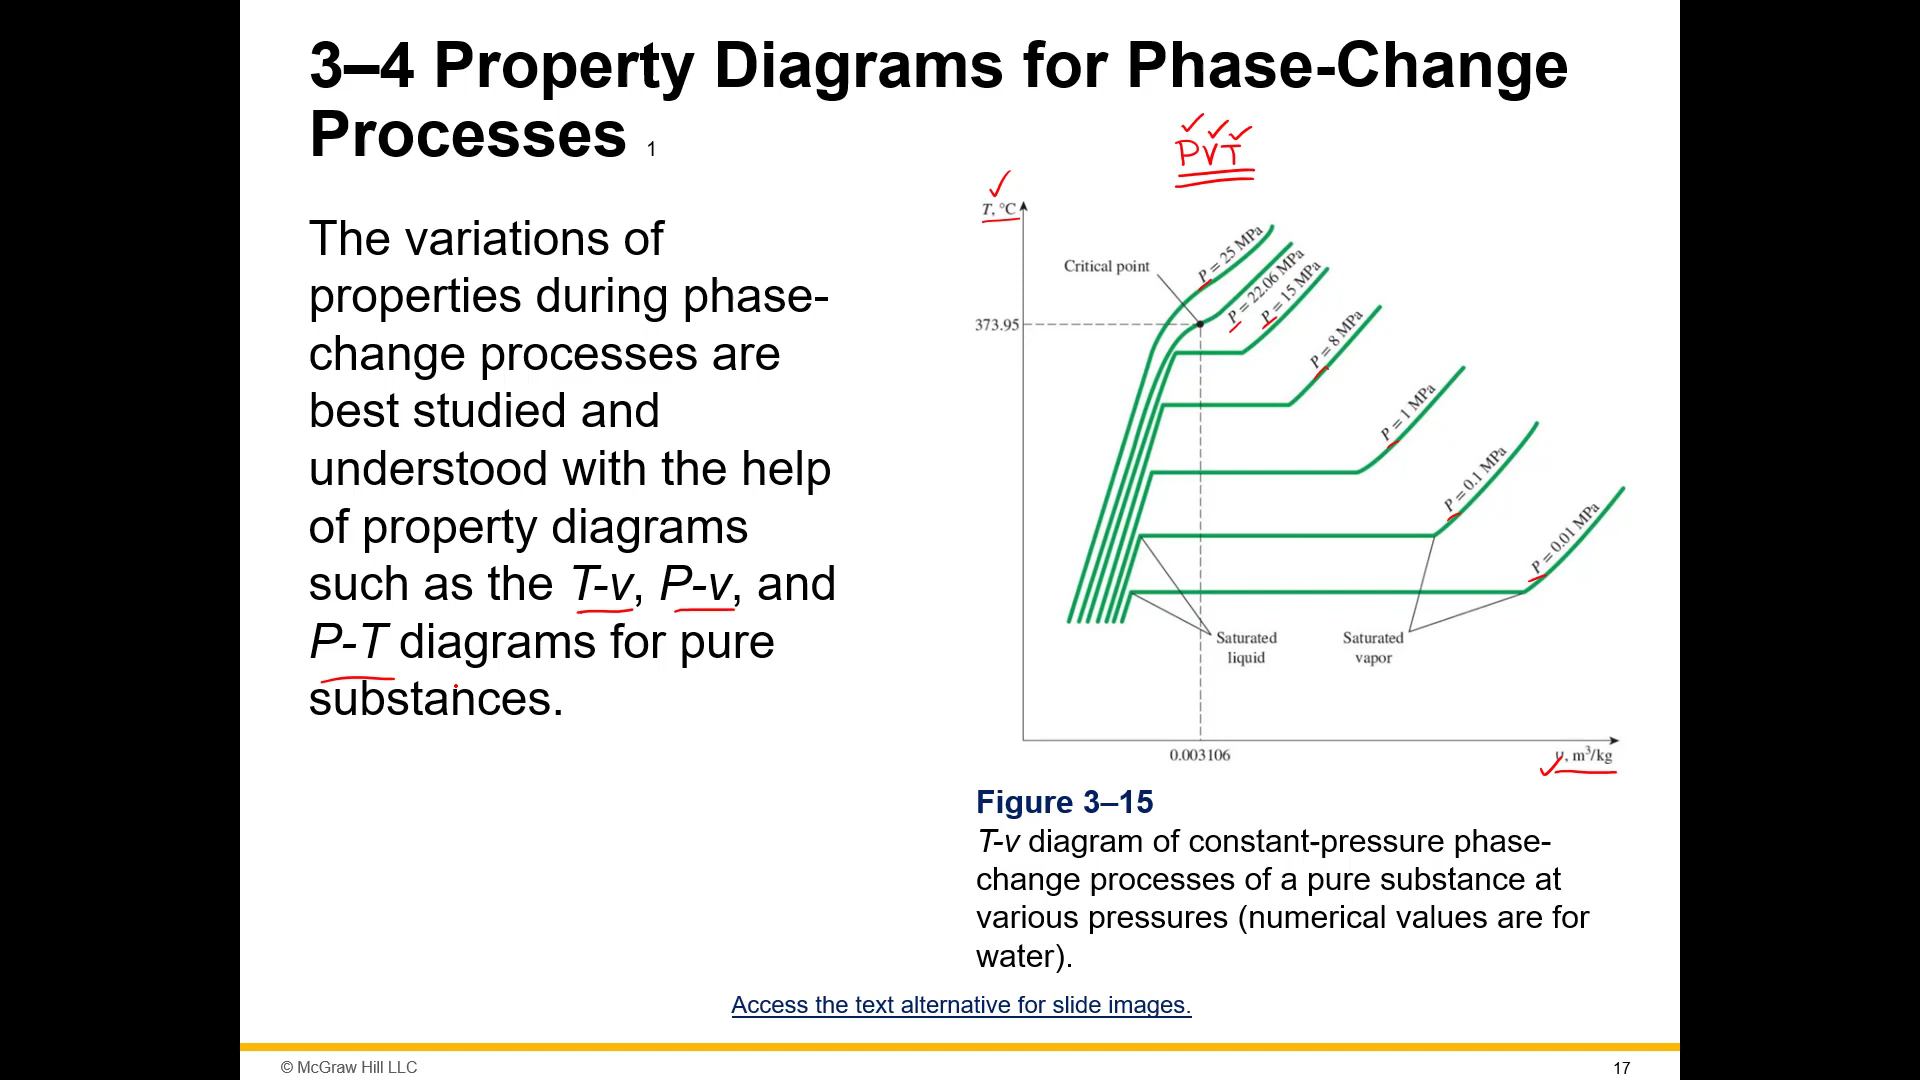 3–4 Property Diagrams for Phase-Change
Processes 1
PVT
The variations of
properties during phase-
change processes are
best studied and
understood with the help
of property diagrams
such as the T-v, P-v, and
P-T diagrams for pure
substances.
T, °C
Critical point
373.95
P = 25 MPa
P = 22.06 MPa
P = 15 MPa
P = 8 MPa
P = 1 MPa
P = 0.1 MPa
P = 0.01 MPa
Saturated
liquid
Saturated
vapor
0.003106
v, m³/kg
Figure 3–15
T-v diagram of constant-pressure phase-
change processes of a pure substance at
various pressures (numerical values are for
water).
Access the text alternative for slide images.
© McGraw Hill LLC
17